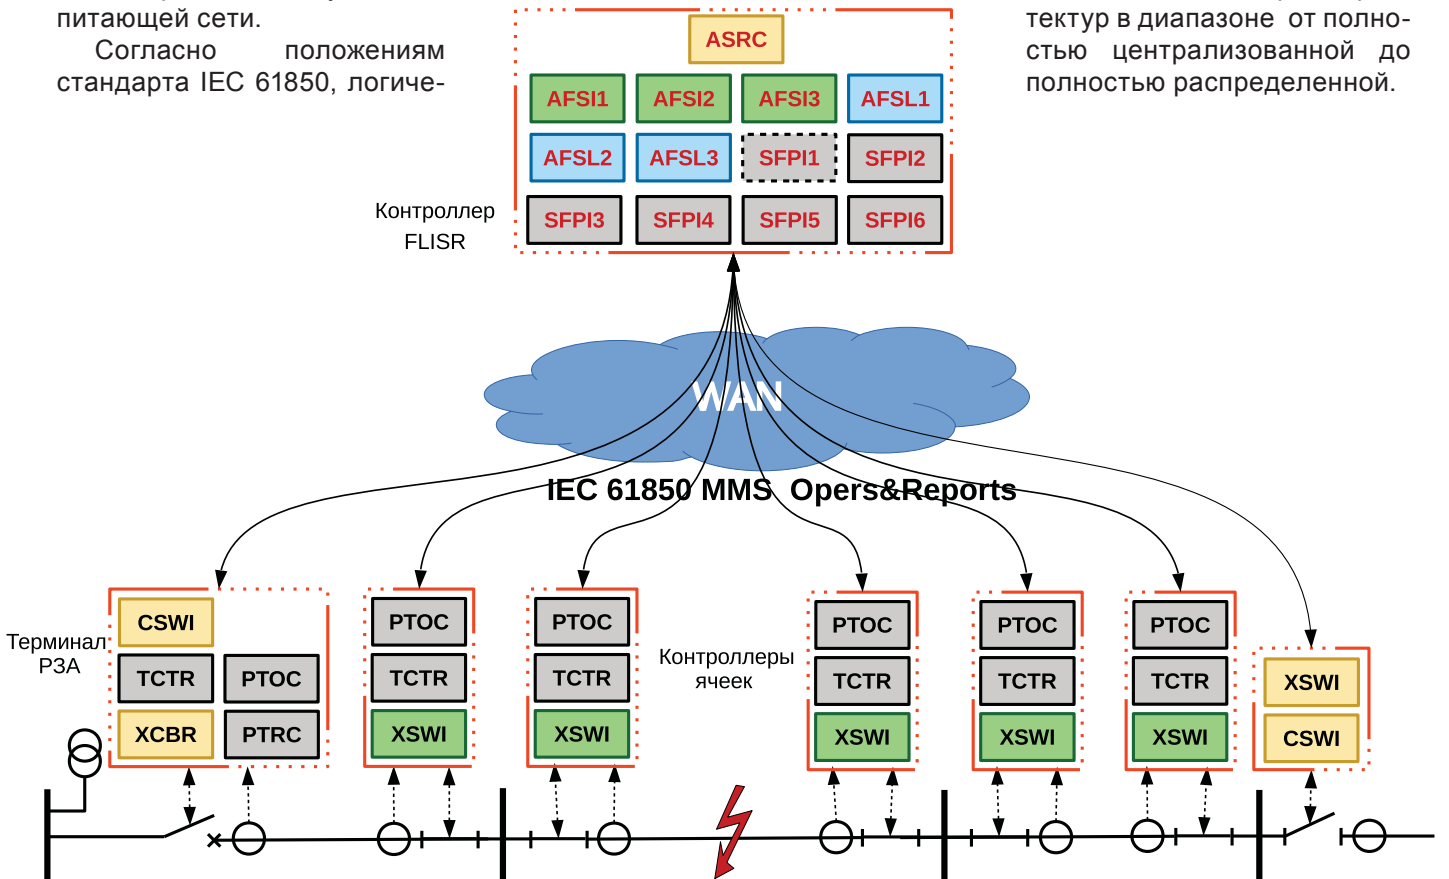 питающей сети.
Согласно положениям
стандарта IEC 61850, логиче-
тектур в диапазоне от полно-
стью централизованной до
полностью распределенной.
ASRC
AFSI1 AFSI2 AFSI3 AFSL1
AFSL2 AFSL3 SFPI1 SFPI2
SFPI3 SFPI4 SFPI5 SFPI6
Контроллер
FLISR
WAN
IEC 61850 MMS Opers&Reports
Терминал
РЗА
CSWI
TCTR PTOC
XCBR PTRC
PTOC
TCTR
XSWI
PTOC
TCTR
XSWI
Контроллеры
ячеек
PTOC
TCTR
XSWI
PTOC
TCTR
XSWI
PTOC
TCTR
XSWI
XSWI
CSWI